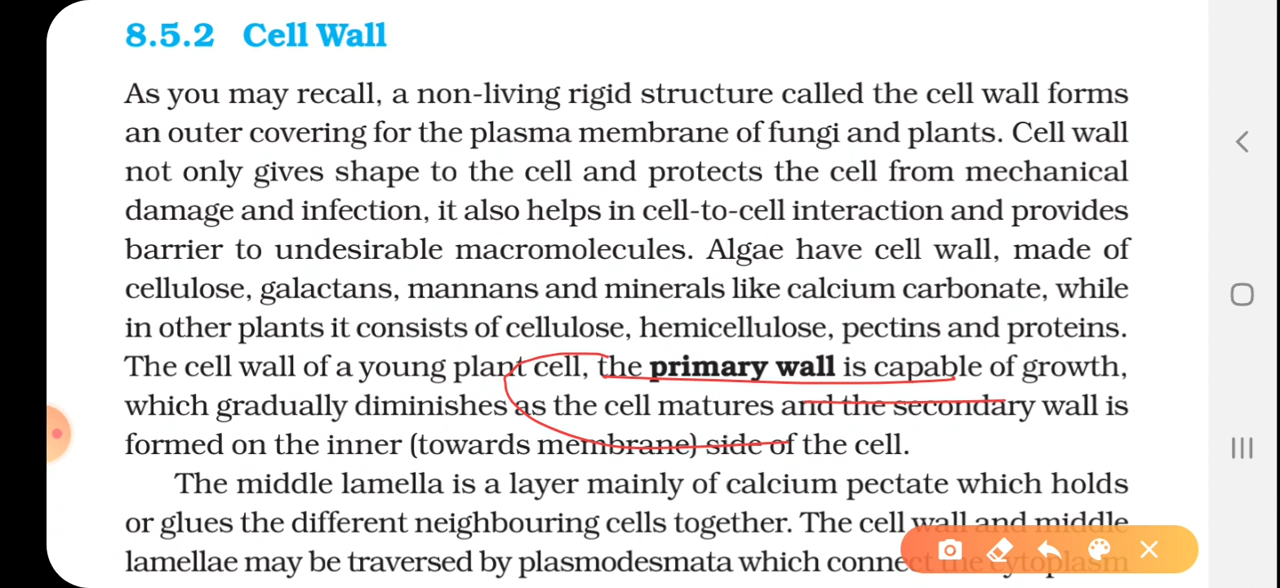 8.5.2 Cell Wall
As you may recall, a non-living rigid structure called the cell wall forms
an outer covering for the plasma membrane of fungi and plants. Cell wall
not only gives shape to the cell and protects the cell from mechanical
damage and infection, it also helps in cell-to-cell interaction and provides
barrier to undesirable macromolecules. Algae have cell wall, made of
cellulose, galactans, mannans and minerals like calcium carbonate, while
in other plants it consists of cellulose, hemicellulose, pectins and proteins.
The cell wall of a young plant cell, the primary wall is capable of growth,
which gradually diminishes as the cell matures and the secondary wall is
formed on the inner (towards membrane) side of the cell.
The middle lamella is a layer mainly of calcium pectate which holds
or glues the different neighbouring cells together. The cell wall and middle
lamellae may be traversed by plasmodesmata which connect the cytoplasm